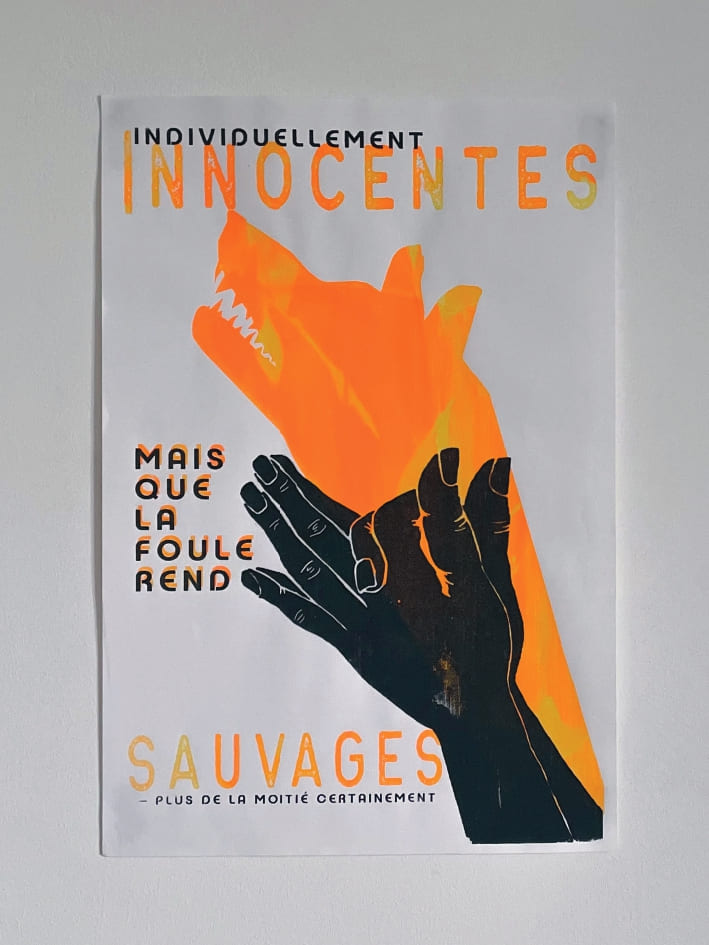 INDIVIDUELLEMENT
INNOCENTES
MAIS
QUE
LA
FOULE
REND
SAUVAGES
– PLUS DE LA MOITIÉ CERTAINEMENT